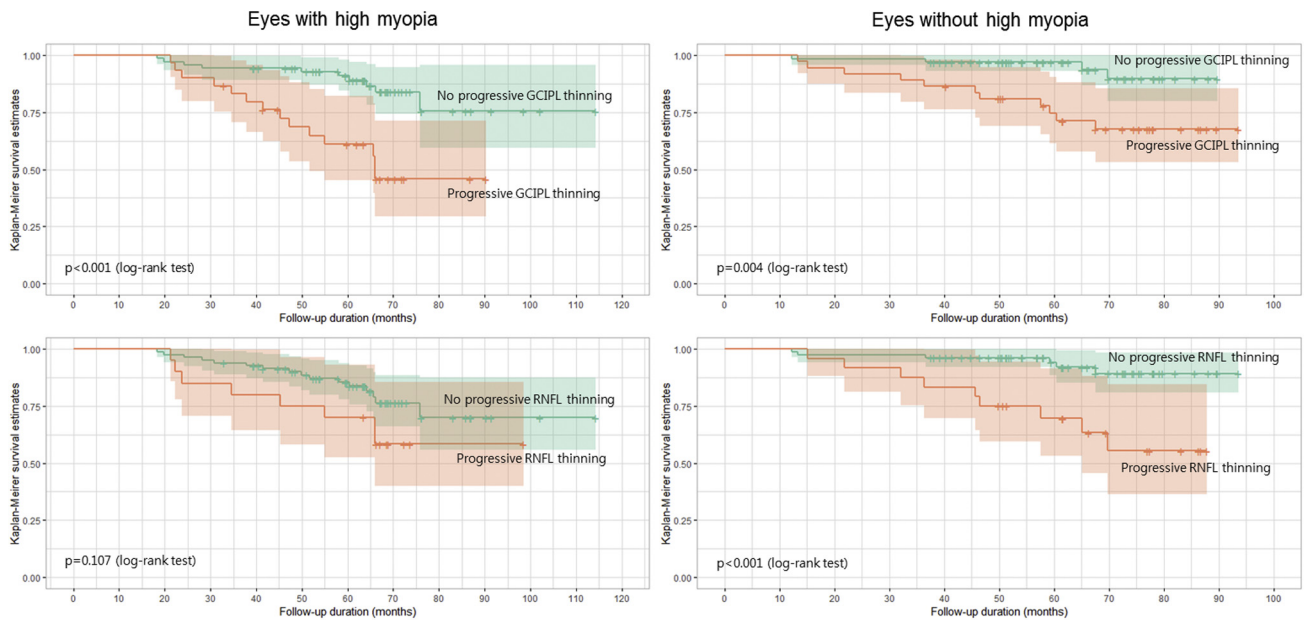 Eyes with high myopia
Eyes without high myopia
Kaplan-Meirer survival estimates
1.00
0.75
0.50
0.25
0.00
No progressive GCIPL thinning
Progressive GCIPL thinning
p<0.001 (log-rank test)
0 10 20 30 40 50 60 70 80 90 100 110 120
Follow-up duration (months)
Kaplan-Meirer survival estimates
1.00
0.75
0.50
0.25
0.00
No progressive GCIPL thinning
Progressive GCIPL thinning
p=0.004 (log-rank test)
0 10 20 30 40 50 60 70 80 90 100
Follow-up duration (months)
Kaplan-Meirer survival estimates
1.00
0.75
0.50
0.25
0.00
No progressive RNFL thinning
Progressive RNFL thinning
p=0.107 (log-rank test)
0 10 20 30 40 50 60 70 80 90 100 110 120
Follow-up duration (months)
Kaplan-Meirer survival estimates
1.00
0.75
0.50
0.25
0.00
No progressive RNFL thinning
Progressive RNFL thinning
p<0.001 (log-rank test)
0 10 20 30 40 50 60 70 80 90 100
Follow-up duration (months)